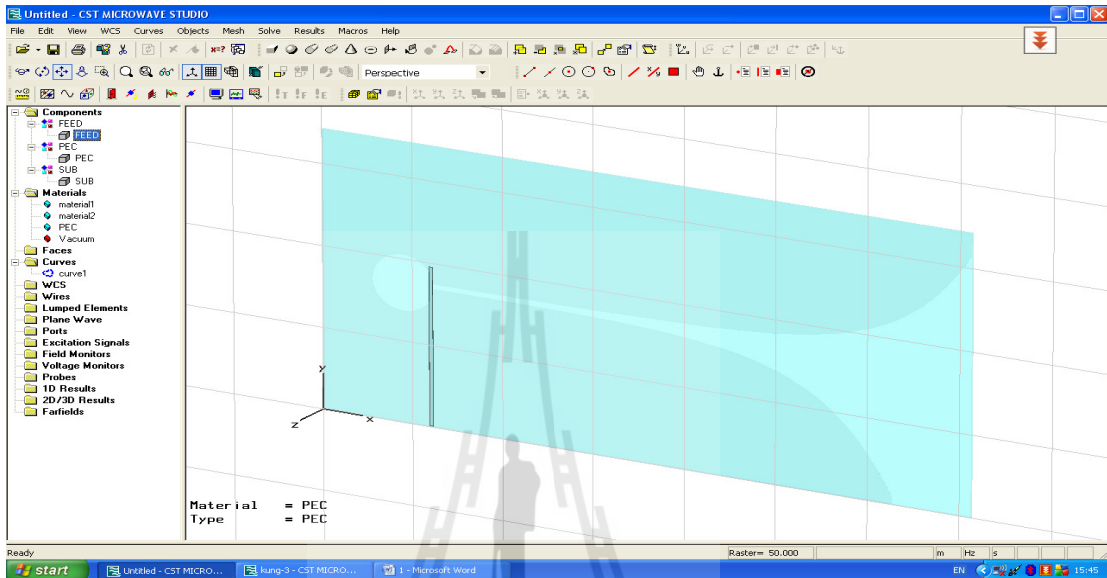 Untitled - CST MICROWAVE STUDIO
File Edit View WCS Curves Objects Mesh Solve Results Macros Help
Perspective
Components
FEED
FEED
PEC
PEC
SUB
SUB
Materials
material1
material2
PEC
Vacuum
Faces
Curves
curve1
WCS
Wires
Lumped Elements
Plane Wave
Ports
Excitation Signals
Field Monitors
Voltage Monitors
Probes
1D Results
2D/3D Results
Farfields
y
x
z
Material = PEC
Type = PEC
Ready Raster= 50.000 m Hz s
start Untitled - CST MICRO... kung-3 - CST MICRO... 1 - Microsoft Word EN 15:45